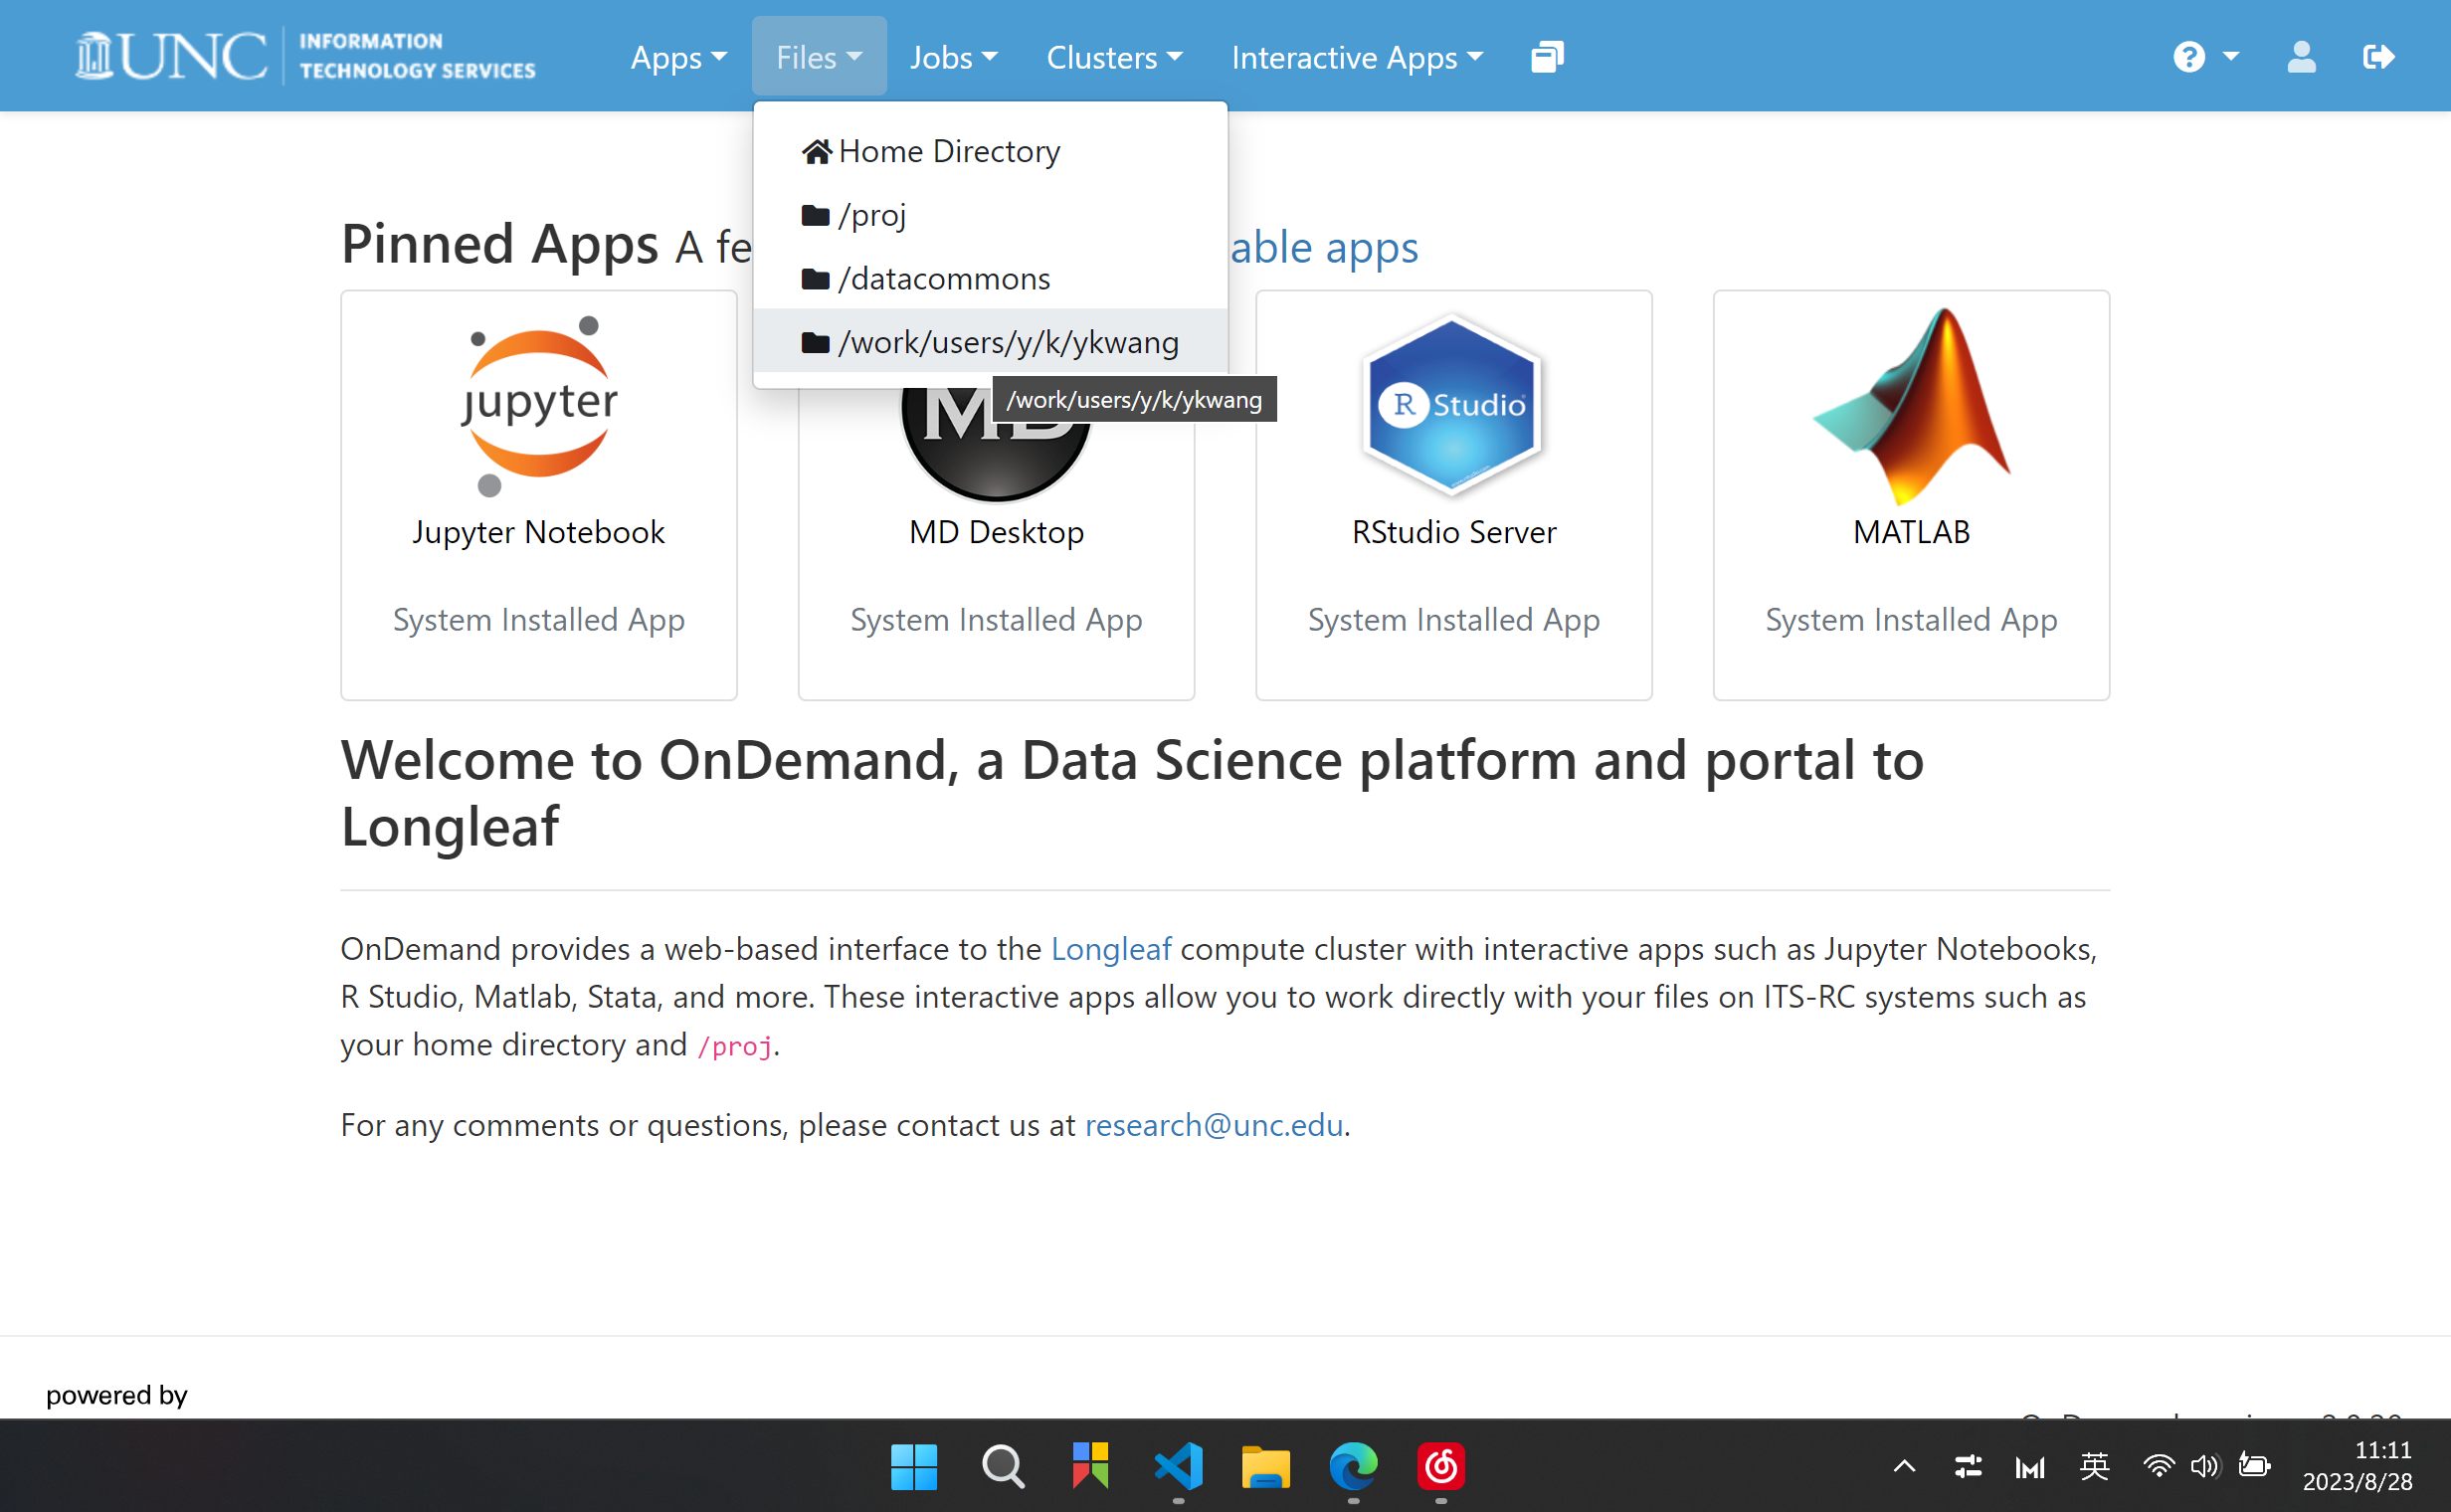 UNC INFORMATION
TECHNOLOGY SERVICES
Apps Files Jobs Clusters Interactive Apps
Home Directory
/proj
/datacommons
/work/users/y/k/ykwang
/work/users/y/k/ykwang
Pinned Apps A fe able apps
jupyter
MD
R Studio
Jupyter Notebook
MD Desktop
RStudio Server
MATLAB
System Installed App
System Installed App
System Installed App
System Installed App
Welcome to OnDemand, a Data Science platform and portal to
Longleaf
OnDemand provides a web-based interface to the Longleaf compute cluster with interactive apps such as Jupyter Notebooks,
R Studio, Matlab, Stata, and more. These interactive apps allow you to work directly with your files on ITS-RC systems such as
your home directory and /proj.
For any comments or questions, please contact us at research@unc.edu.
powered by
英
11:11
2023/8/28